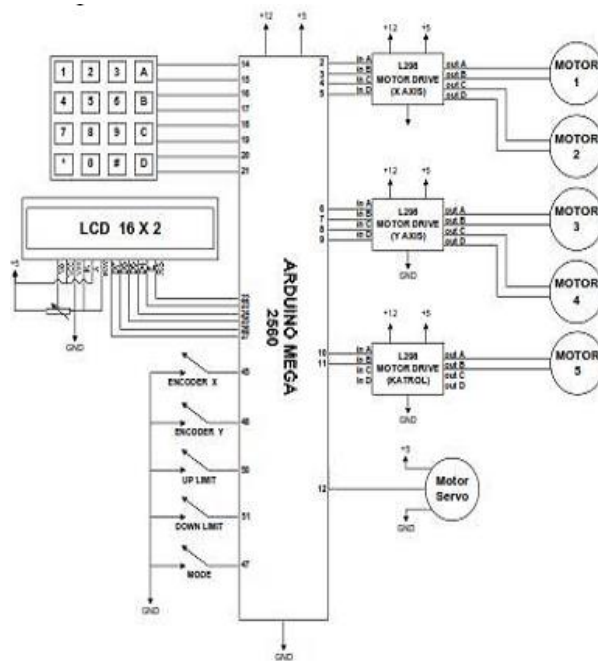 +12 +5
1 2 3 A
4 5 6 B
7 8 9 C
* 0 # D
14
15
16
17
18
19
20
21
LCD 16 X 2
+5
GND
ARDUINO MEGA
2560
ENCODER X
ENCODER Y
48
UP LIMIT
50
DOWN LIMIT
51
MODE
47
GND
GND
2
3
4
5
in A
in B
in C
in D
+12 +5
L298
MOTOR DRIVE
(X AXIS)
out A
out B
out C
out D
MOTOR
1
MOTOR
2
6
7
8
9
in A
in B
in C
in D
+12 +5
L298
MOTOR DRIVE
(Y AXIS)
GND
out A
out B
out C
out D
MOTOR
3
MOTOR
4
10
11
in A
in B
in C
in D
+12 +5
L298
MOTOR DRIVE
(KATROL)
GND
out A
out B
out C
out D
MOTOR
5
12
+5
Motor
Servo
GND